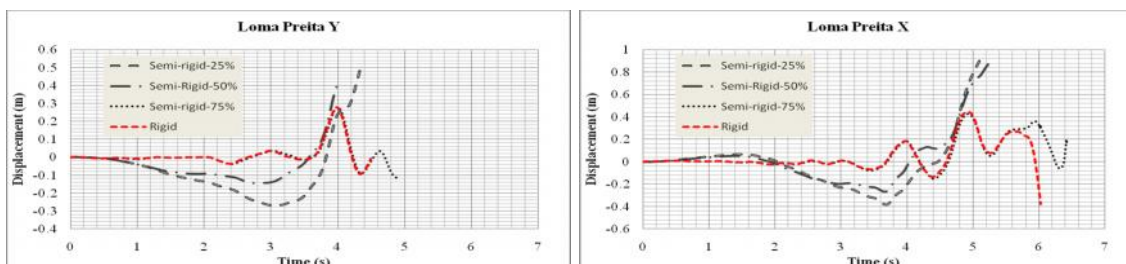 Loma Preita Y
0.6
0.5
0.4
0.3
0.2
0.1
0
-0.1
-0.2
-0.3
-0.4
Displacement (m)
Semi-rigid-25%
Semi-Rigid-50%
Semi-rigid-75%
Rigid
0 1 2 3 4 5 6 7
Time (s)
Loma Preita X
1
0.8
0.6
0.4
0.2
0
-0.2
-0.4
-0.6
Displacement (m)
Semi-rigid-25%
Semi-Rigid-50%
Semi-rigid-75%
Rigid
0 1 2 3 4 5 6 7
Time (s)